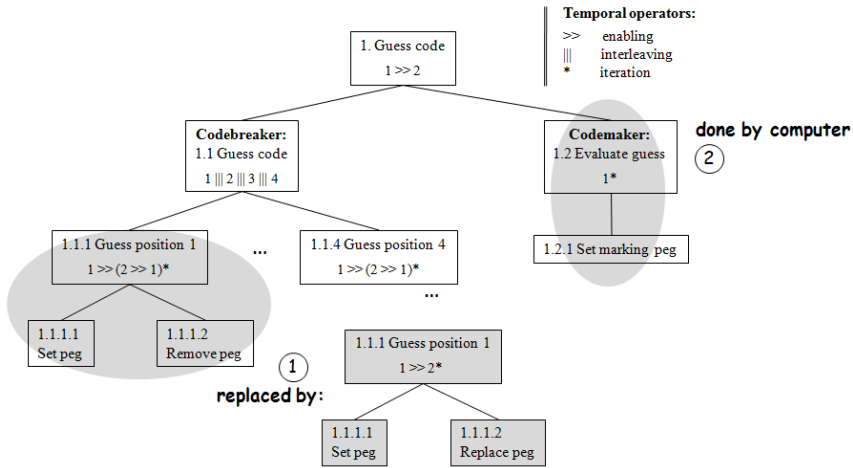 Temporal operators:
>> enabling
||| interleaving
* iteration
1. Guess code
1 >> 2
Codebreaker:
1.1 Guess code
1 ||| 2 ||| 3 ||| 4
Codemaker:
1.2 Evaluate guess
1*
done by computer
2
1.1.1 Guess position 1
1 >> (2 >> 1)*
...
1.1.4 Guess position 4
1 >> (2 >> 1)*
...
1.2.1 Set marking peg
1.1.1.1
Set peg
1.1.1.2
Remove peg
1
replaced by:
1.1.1 Guess position 1
1 >> 2*
1.1.1.1
Set peg
1.1.1.2
Replace peg